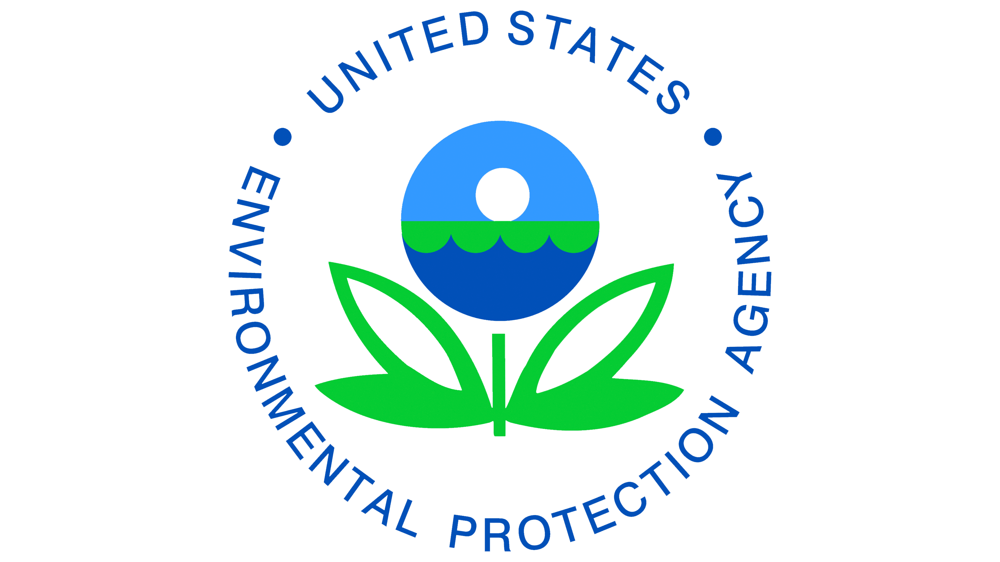 UNITED STATES
ENVIRONMENTAL PROTECTION AGENCY